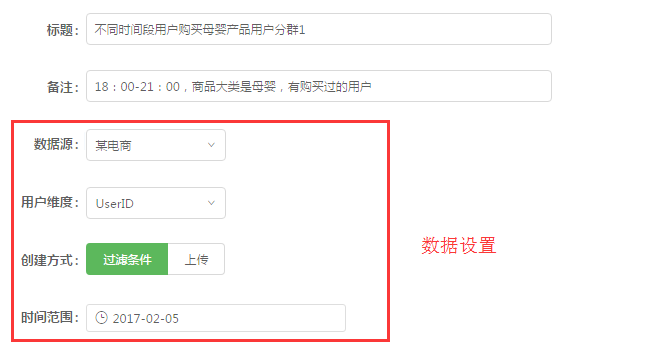 标题： 不同时间段用户购买母婴产品用户分群1
备注： 18：00-21：00，商品大类是母婴，有购买过的用户
数据源： 某电商
用户维度： UserID
数据设置
创建方式： 过滤条件 上传
时间范围： 2017-02-05